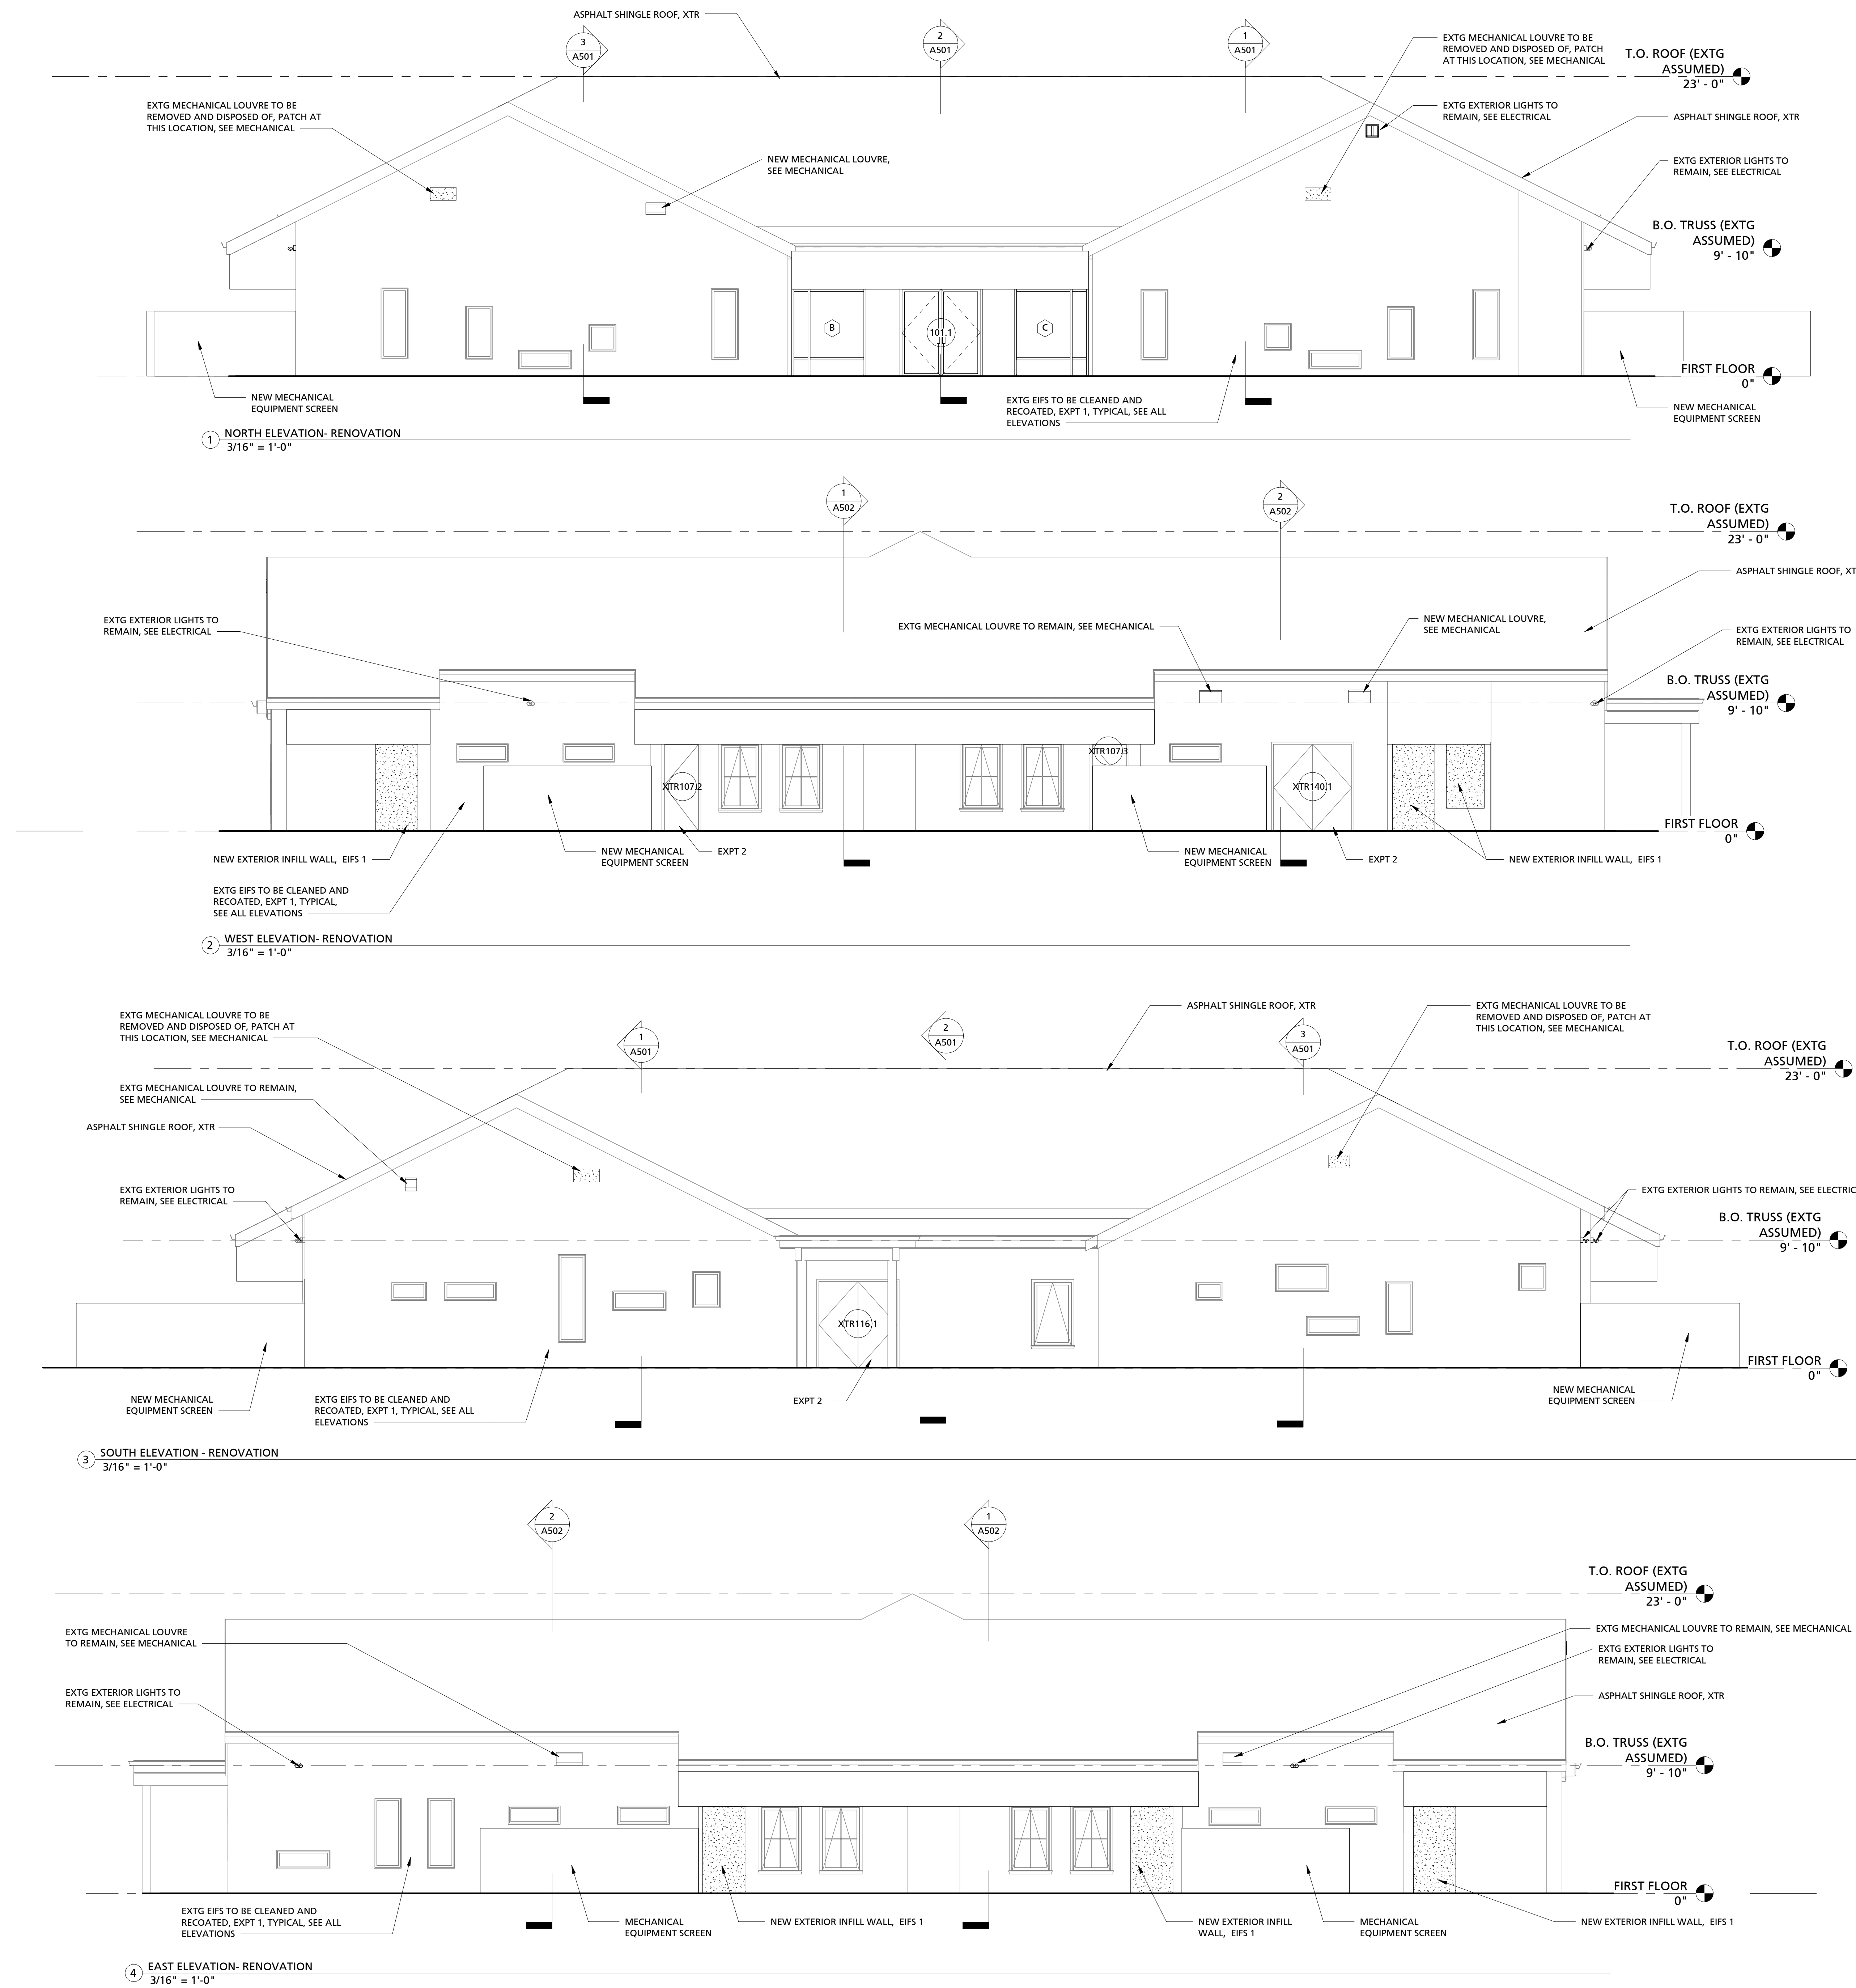 ASPHALT SHINGLE ROOF, XTR
3
A501
2
A501
1
A501
EXTG MECHANICAL LOUVRE TO BE
REMOVED AND DISPOSED OF, PATCH
AT THIS LOCATION, SEE MECHANICAL
T.O. ROOF (EXTG
ASSUMED)
23' - 0"
EXTG MECHANICAL LOUVRE TO BE
REMOVED AND DISPOSED OF, PATCH AT
THIS LOCATION, SEE MECHANICAL
EXTG EXTERIOR LIGHTS TO
REMAIN, SEE ELECTRICAL
ASPHALT SHINGLE ROOF, XTR
NEW MECHANICAL LOUVRE,
SEE MECHANICAL
EXTG EXTERIOR LIGHTS TO
REMAIN, SEE ELECTRICAL
B.O. TRUSS (EXTG
ASSUMED)
9' - 10"
B
101.1
C
FIRST FLOOR
0"
NEW MECHANICAL
EQUIPMENT SCREEN
EXTG EIFS TO BE CLEANED AND
RECOATED, EXPT 1, TYPICAL, SEE ALL
ELEVATIONS
NEW MECHANICAL
EQUIPMENT SCREEN
1
NORTH ELEVATION- RENOVATION
3/16" = 1'-0"
1
A502
2
A502
T.O. ROOF (EXTG
ASSUMED)
23' - 0"
ASPHALT SHINGLE ROOF, XT
EXTG EXTERIOR LIGHTS TO
REMAIN, SEE ELECTRICAL
EXTG MECHANICAL LOUVRE TO REMAIN, SEE MECHANICAL
NEW MECHANICAL LOUVRE,
SEE MECHANICAL
EXTG EXTERIOR LIGHTS TO
REMAIN, SEE ELECTRICAL
B.O. TRUSS (EXTG
ASSUMED)
9' - 10"
XTR107.3
XTR107.2
XTR140.1
FIRST FLOOR
0"
NEW EXTERIOR INFILL WALL,  EIFS 1
NEW MECHANICAL
EQUIPMENT SCREEN
EXPT 2
NEW MECHANICAL
EQUIPMENT SCREEN
EXPT 2
NEW EXTERIOR INFILL WALL,  EIFS 1
EXTG EIFS TO BE CLEANED AND
RECOATED, EXPT 1, TYPICAL,
SEE ALL ELEVATIONS
2
WEST ELEVATION- RENOVATION
3/16" = 1'-0"
EXTG MECHANICAL LOUVRE TO BE
REMOVED AND DISPOSED OF, PATCH AT
THIS LOCATION, SEE MECHANICAL
1
A501
2
A501
ASPHALT SHINGLE ROOF, XTR
3
A501
EXTG MECHANICAL LOUVRE TO BE
REMOVED AND DISPOSED OF, PATCH AT
THIS LOCATION, SEE MECHANICAL
T.O. ROOF (EXTG
ASSUMED)
23' - 0"
EXTG MECHANICAL LOUVRE TO REMAIN,
SEE MECHANICAL
ASPHALT SHINGLE ROOF, XTR
EXTG EXTERIOR LIGHTS TO
REMAIN, SEE ELECTRICAL
EXTG EXTERIOR LIGHTS TO REMAIN, SEE ELECTRIC
B.O. TRUSS (EXTG
ASSUMED)
9' - 10"
XTR116.1
FIRST FLOOR
0"
NEW MECHANICAL
EQUIPMENT SCREEN
EXTG EIFS TO BE CLEANED AND
RECOATED, EXPT 1, TYPICAL, SEE ALL
ELEVATIONS
EXPT 2
NEW MECHANICAL
EQUIPMENT SCREEN
3
SOUTH ELEVATION - RENOVATION
3/16" = 1'-0"
2
A502
1
A502
T.O. ROOF (EXTG
ASSUMED)
23' - 0"
EXTG MECHANICAL LOUVRE
TO REMAIN, SEE MECHANICAL
EXTG MECHANICAL LOUVRE TO REMAIN, SEE MECHANICAL
EXTG EXTERIOR LIGHTS TO
REMAIN, SEE ELECTRICAL
EXTG EXTERIOR LIGHTS TO
REMAIN, SEE ELECTRICAL
ASPHALT SHINGLE ROOF, XTR
B.O. TRUSS (EXTG
ASSUMED)
9' - 10"
FIRST FLOOR
0"
EXTG EIFS TO BE CLEANED AND
RECOATED, EXPT 1, TYPICAL, SEE ALL
ELEVATIONS
MECHANICAL
EQUIPMENT SCREEN
NEW EXTERIOR INFILL WALL,  EIFS 1
NEW EXTERIOR INFILL
WALL,  EIFS 1
MECHANICAL
EQUIPMENT SCREEN
NEW EXTERIOR INFILL WALL,  EIFS 1
4
EAST ELEVATION- RENOVATION
3/16" = 1'-0"